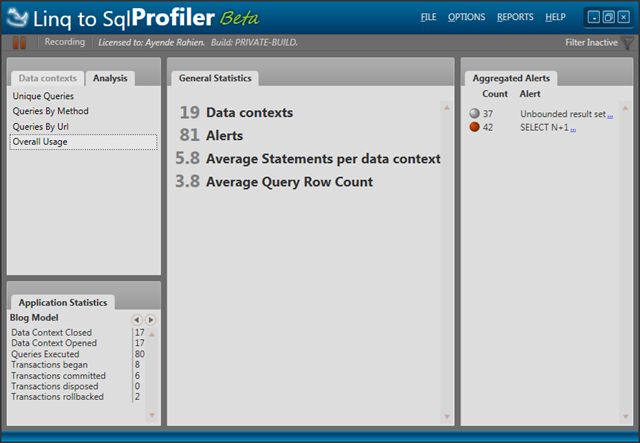 Linq to SqlProfiler Beta
FILE OPTIONS REPORTS HELP
Recording Licensed to: Ayende Rahien. Build: PRIVATE-BUILD. Filter Inactive
Data contexts Analysis
Unique Queries
Queries By Method
Queries By Url
Overall Usage
General Statistics
19 Data contexts
81 Alerts
5.8 Average Statements per data context
3.8 Average Query Row Count
Aggregated Alerts
Count Alert
37 Unbounded result set...
42 SELECT N+1...
Application Statistics
Blog Model
Data Context Closed 17
Data Context Opened 17
Queries Executed 80
Transactions began 8
Transactions committed 6
Transactions disposed 0
Transactions rollbacked 2